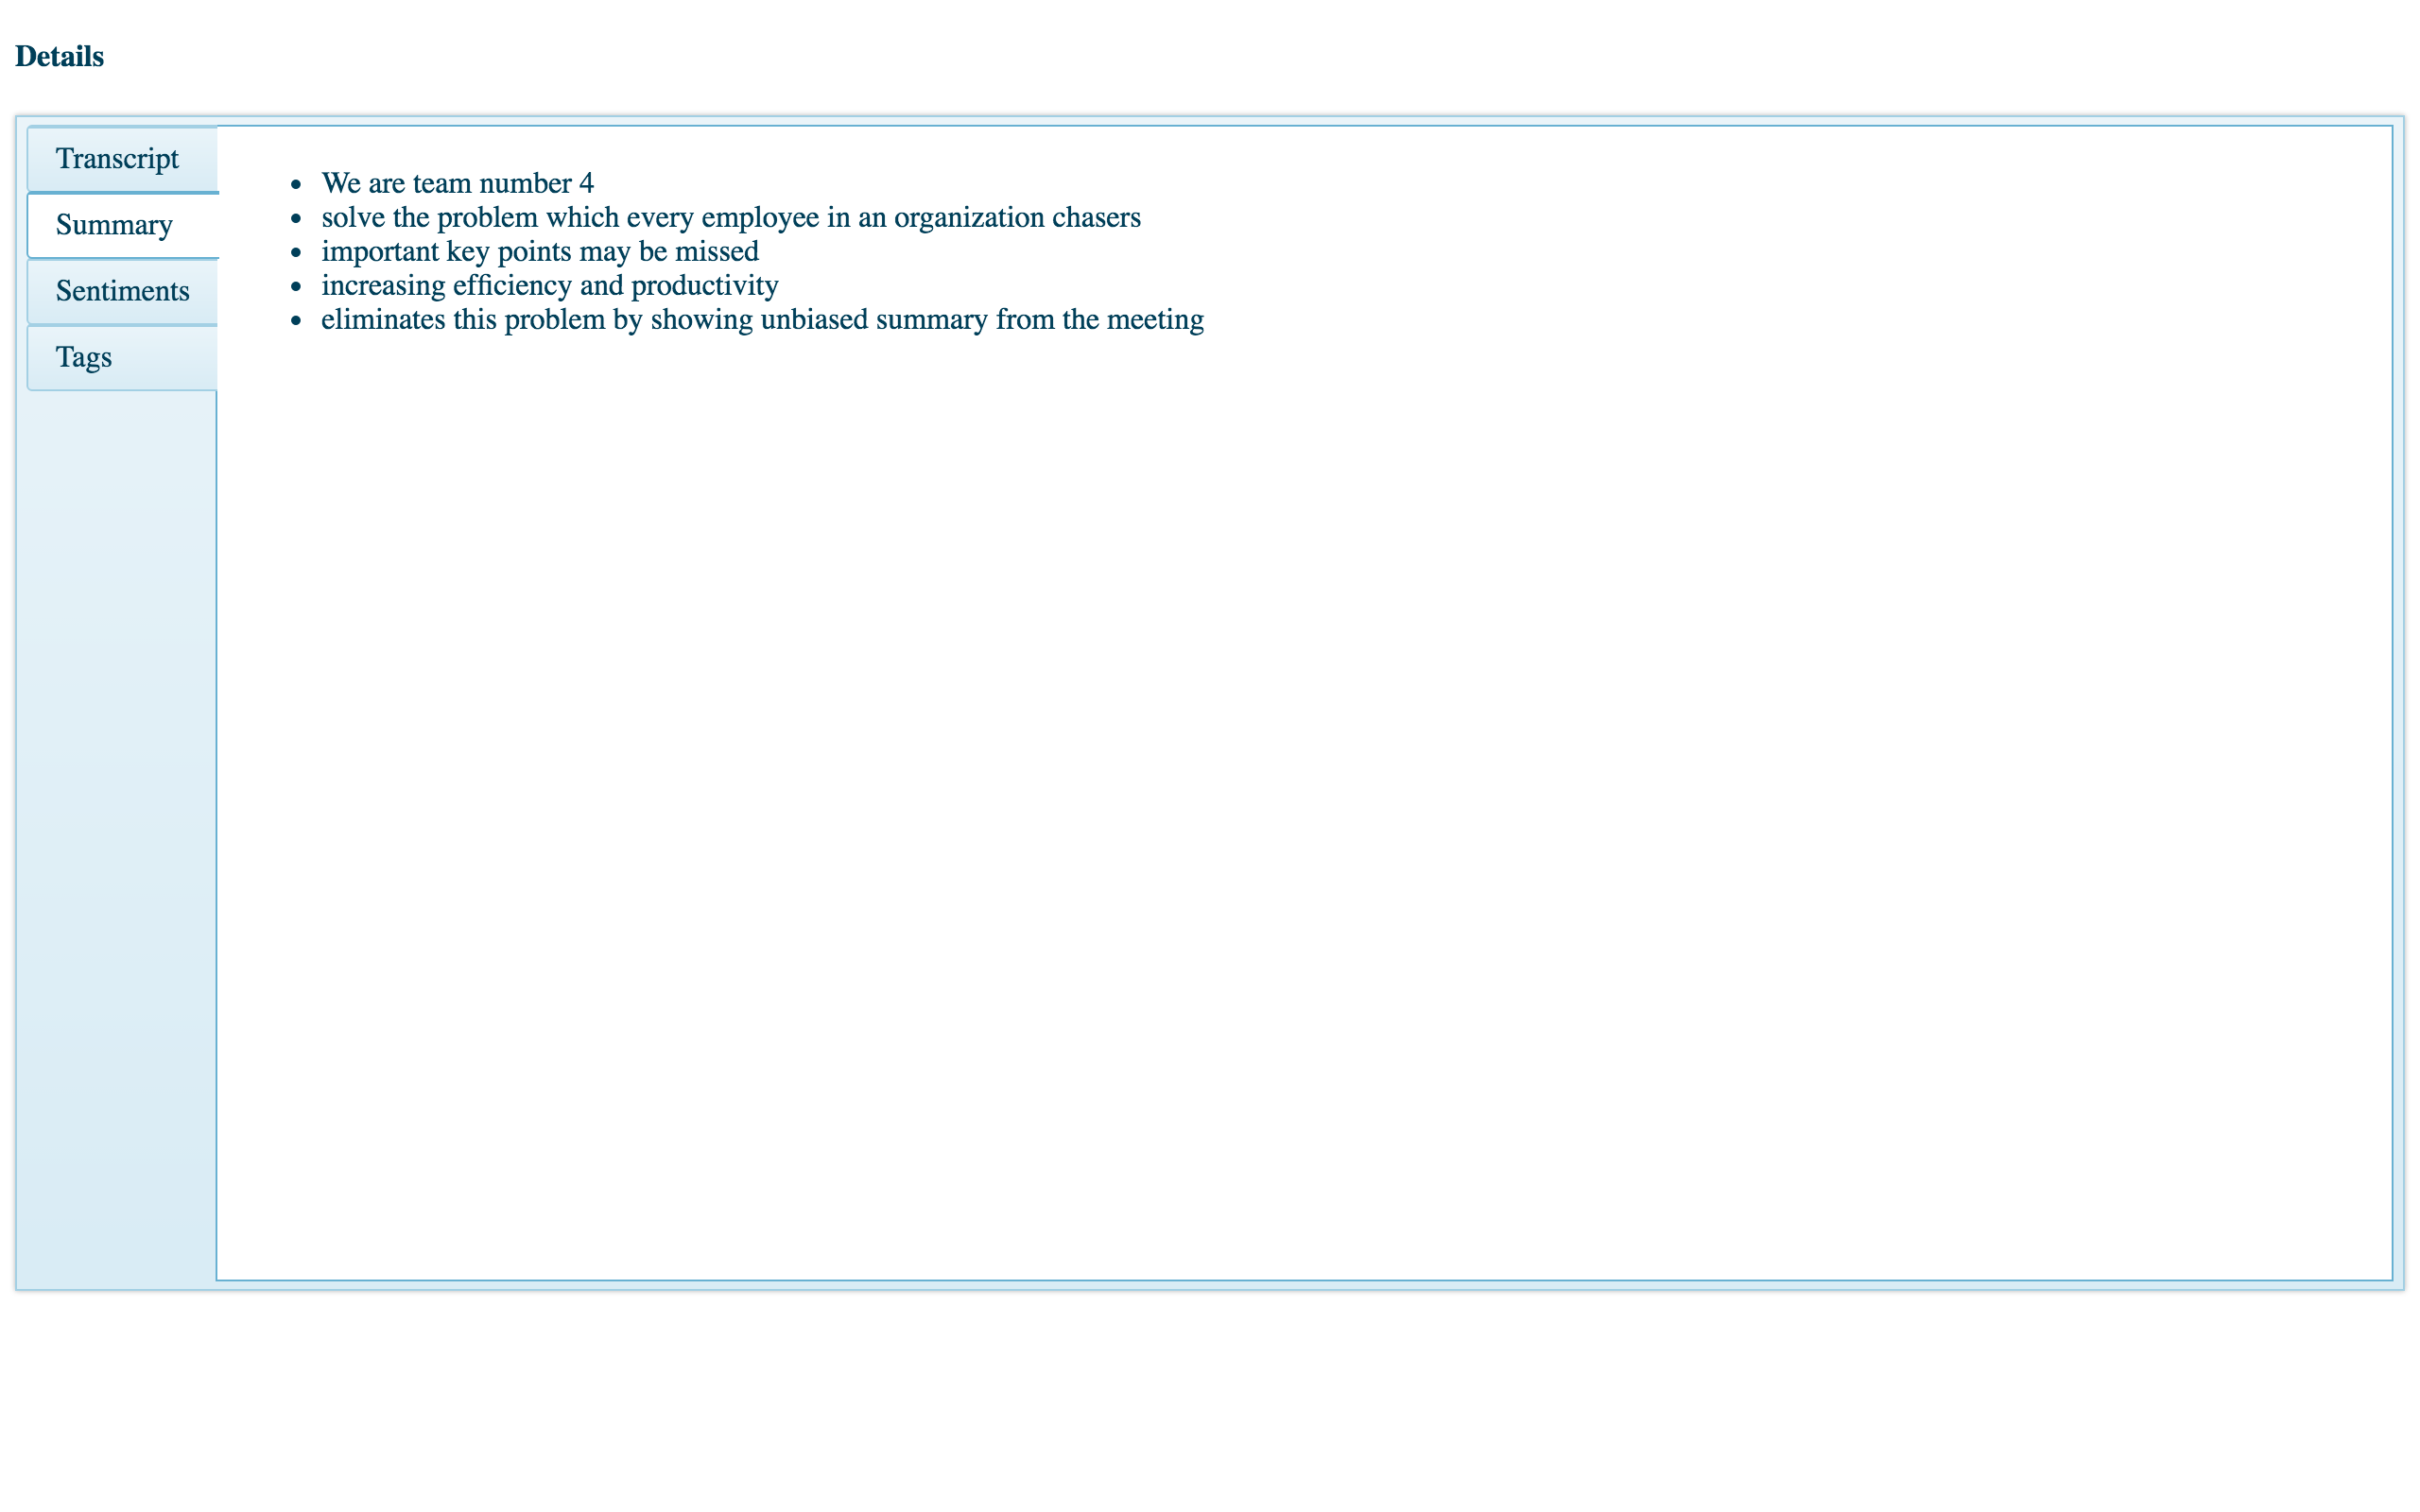 Details
Transcript
Summary
Sentiments
Tags
We are team number 4
solve the problem which every employee in an organization chasers
important key points may be missed
increasing efficiency and productivity
eliminates this problem by showing unbiased summary from the meeting